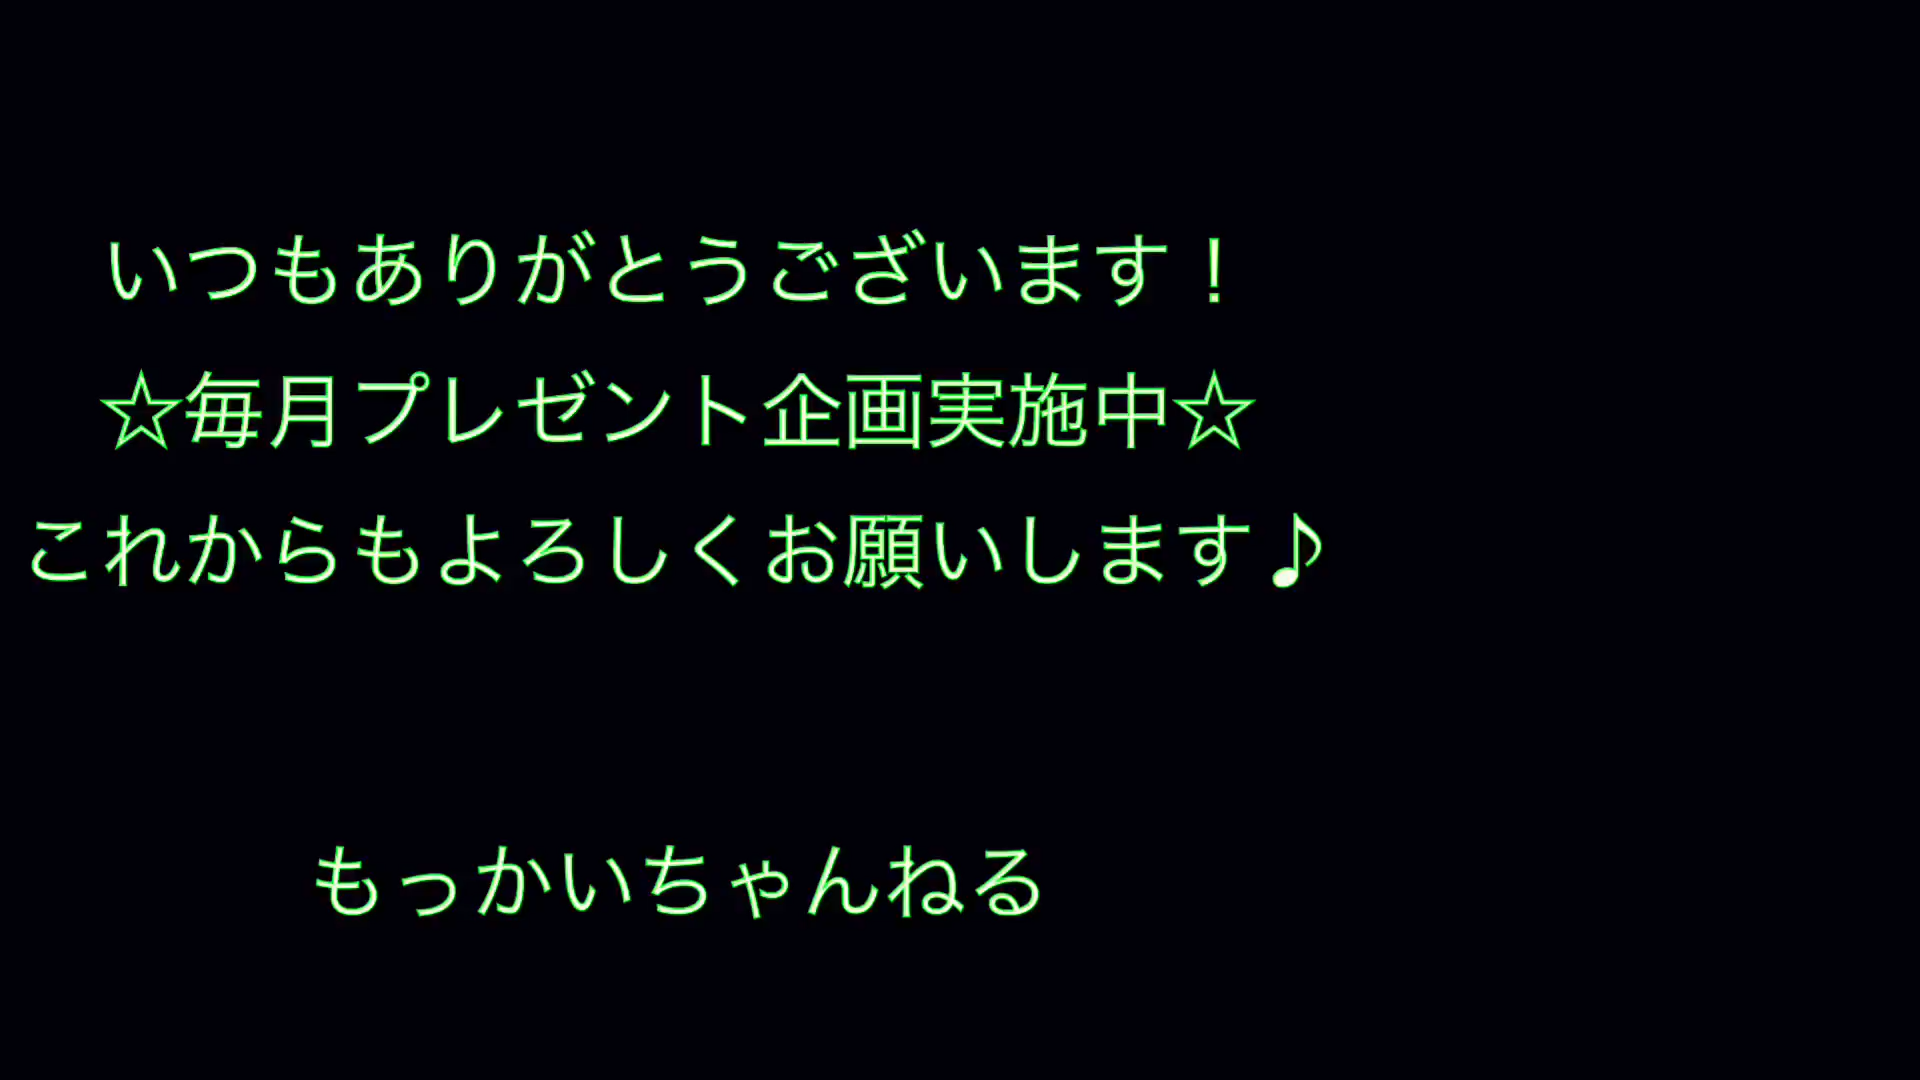 いつもありがとうございます！
☆毎月プレゼント企画実施中☆
これからもよろしくお願いします♪
もっかいちゃんねる